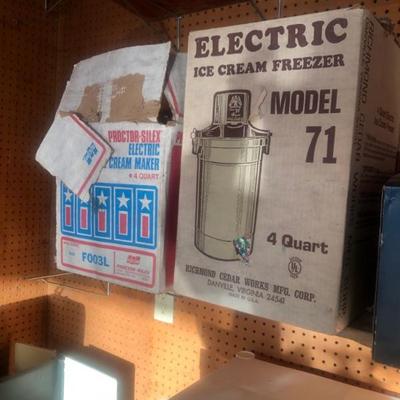 PROCTOR-SILEX
ELECTRIC
CREAM MAKER
4 QUART
F003L
ELECTRIC
ICE CREAM FREEZER
MODEL
71
4 Quart
UL
RICHMOND CEDAR WORKS MFG. CORP.
DANVILLE, VIRGINIA 24541
MADE IN U.S.A.